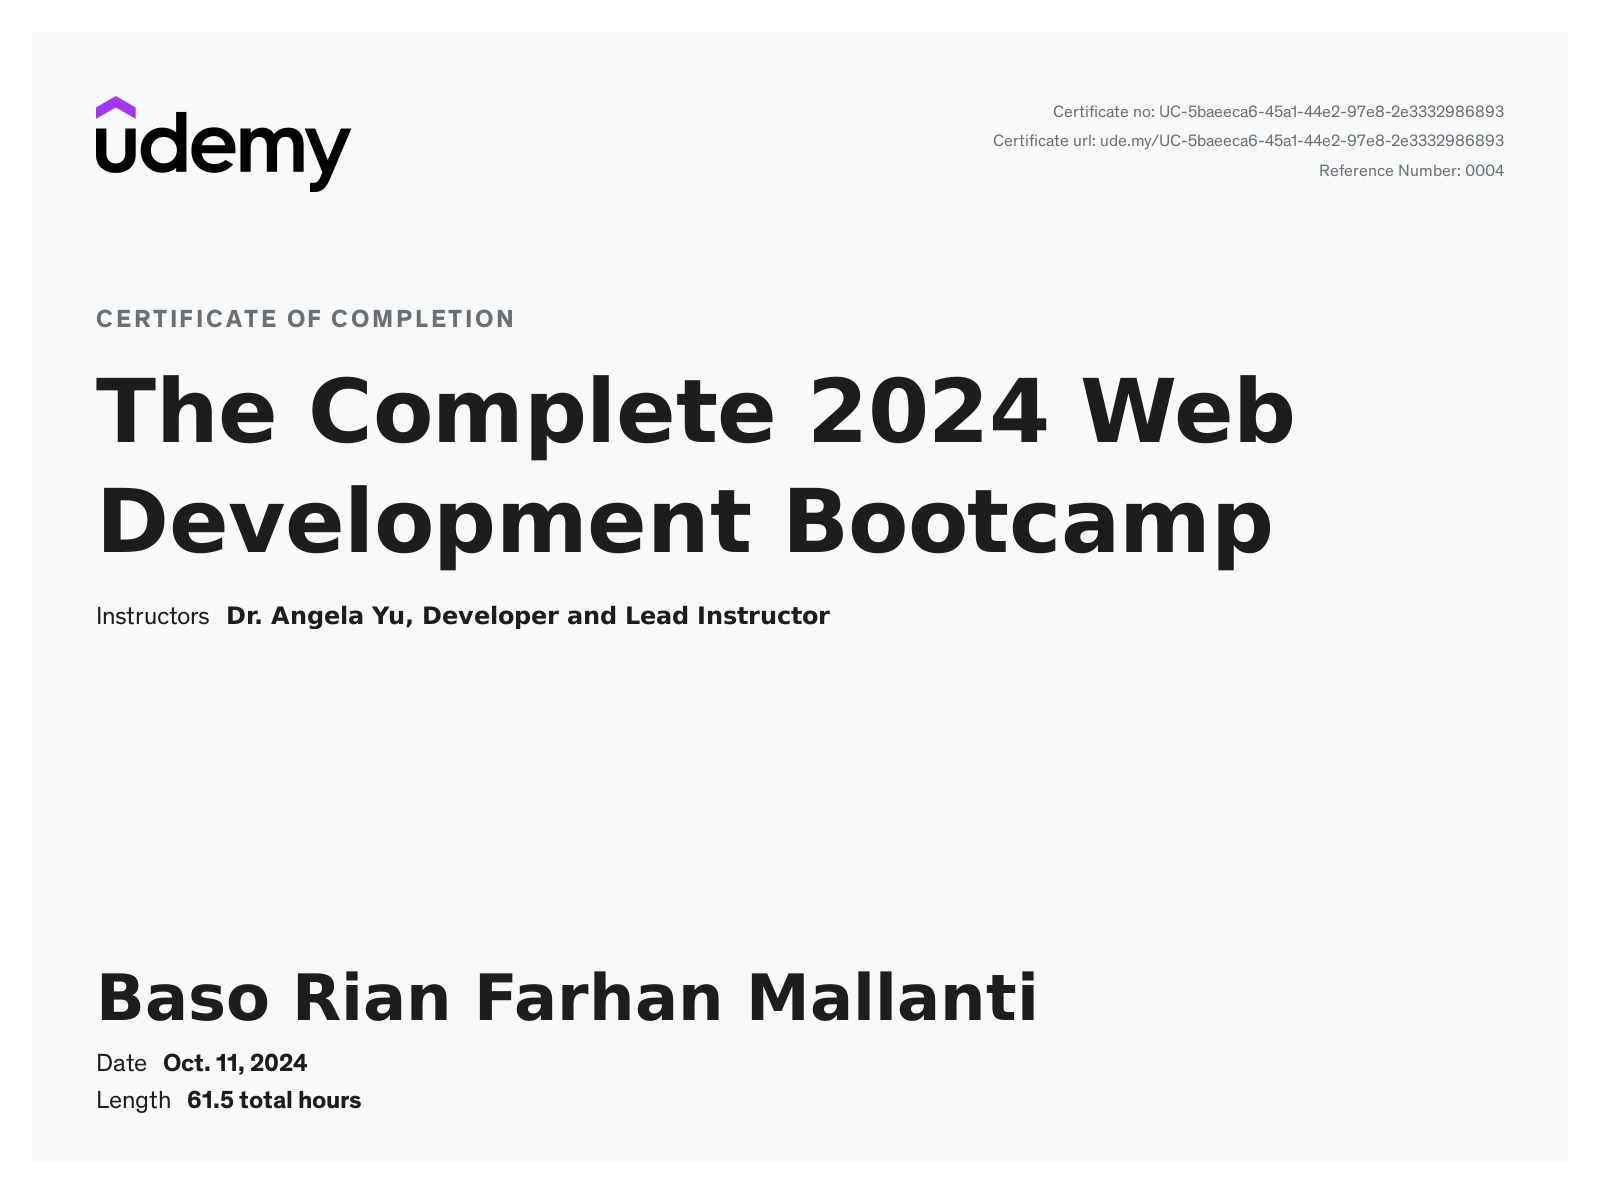 udemy
Certificate no: UC-5baeeca6-45a1-44e2-97e8-2e3332986893
Certificate url: ude.my/UC-5baeeca6-45a1-44e2-97e8-2e3332986893
Reference Number: 0004
CERTIFICATE OF COMPLETION
The Complete 2024 Web
Development Bootcamp
Instructors Dr. Angela Yu, Developer and Lead Instructor
Baso Rian Farhan Mallanti
Date Oct. 11, 2024
Length 61.5 total hours